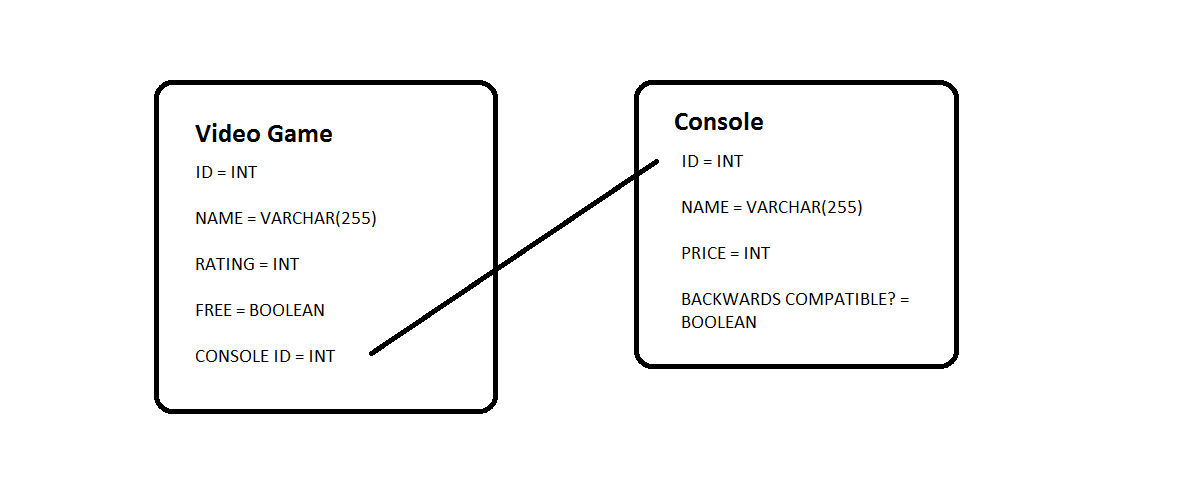 Video Game
ID = INT
NAME = VARCHAR(255)
RATING = INT
FREE = BOOLEAN
CONSOLE ID = INT
Console
ID = INT
NAME = VARCHAR(255)
PRICE = INT
BACKWARDS COMPATIBLE? =
BOOLEAN